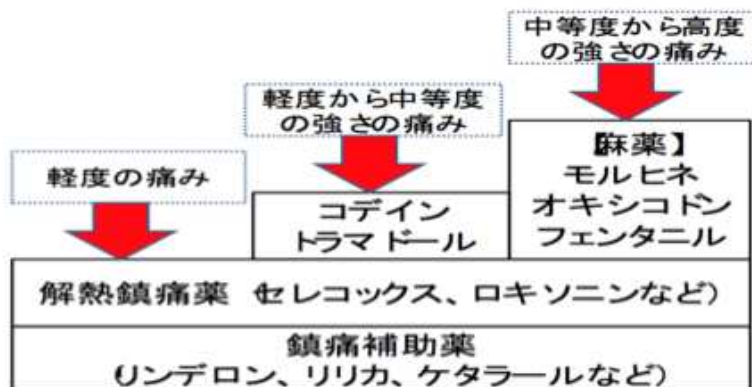 中等度から高度
の強さの痛み
軽度から中等度
の強さの痛み
軽度の痛み
【麻薬】
モルヒネ
オキシコドン
フェンタニル
コデイン
トラマドール
解熱鎮痛薬(セレコックス、ロキソニンなど)
鎮痛補助薬
(リンデロン、リリカ、ケタラールなど)